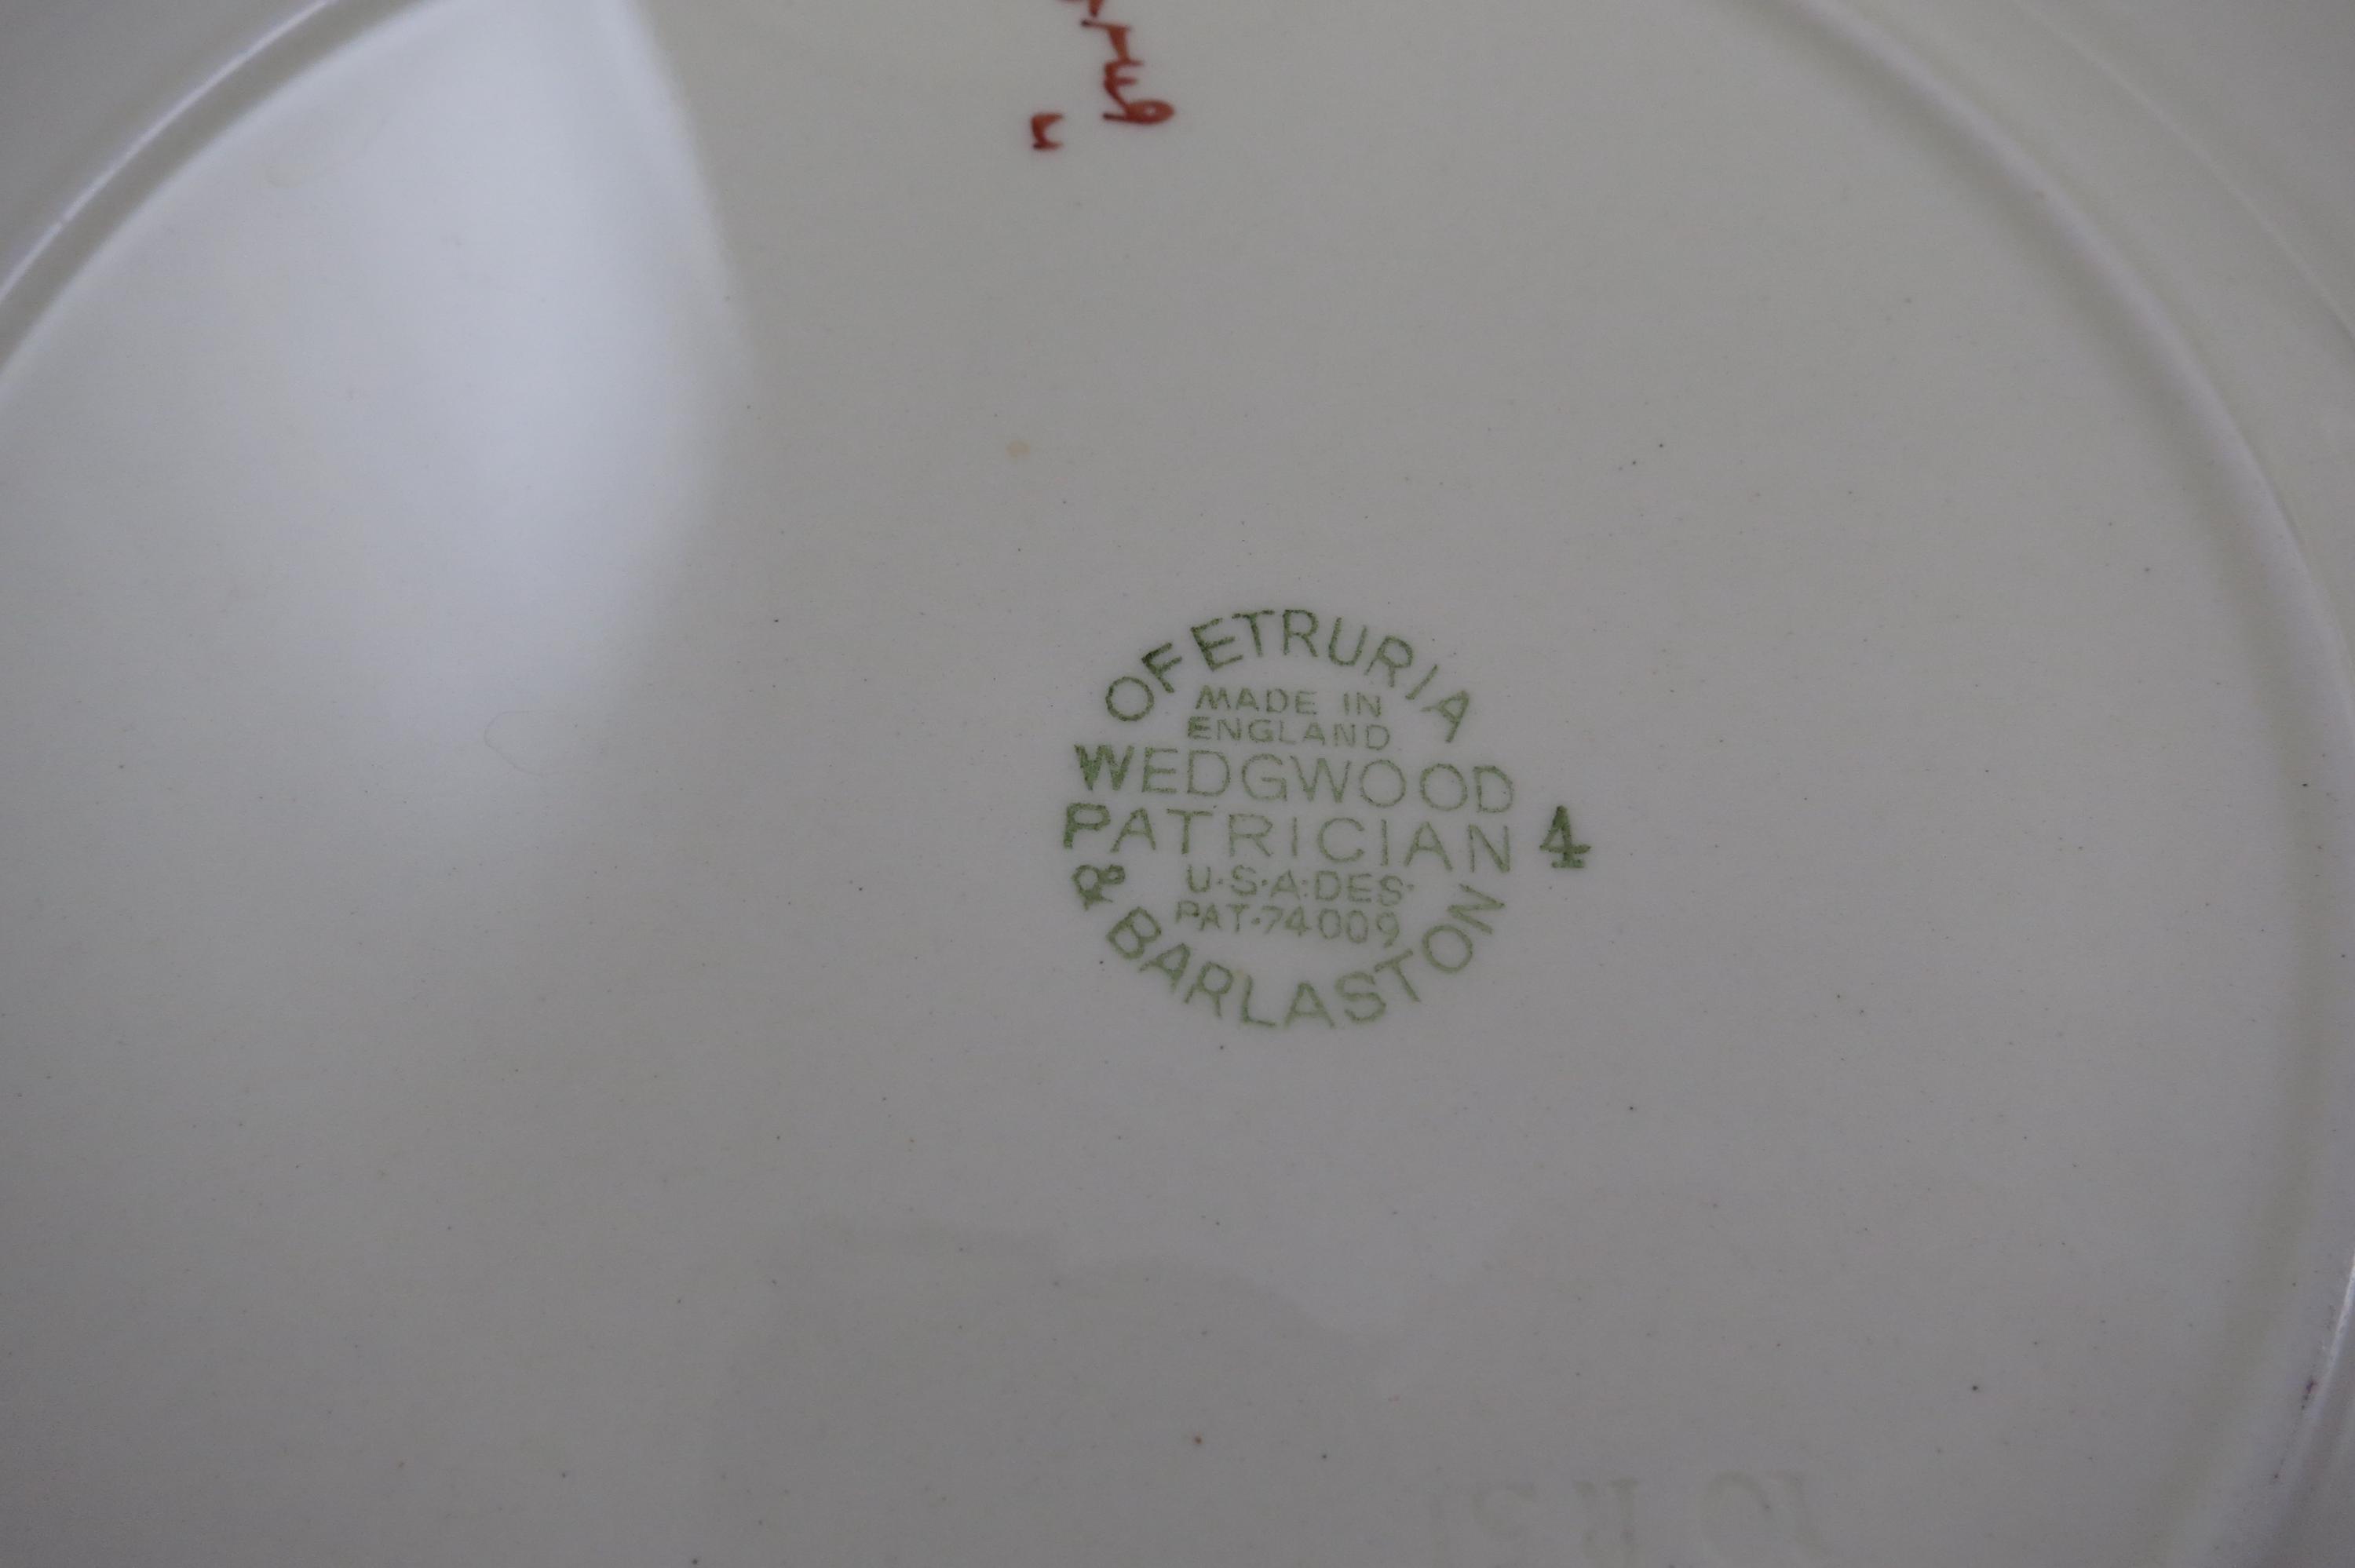 OF ETRURIA
MADE IN
ENGLAND
WEDGWOOD
PATRICIAN 4
U·S·A·DES·
PAT·74009
& BARLASTON